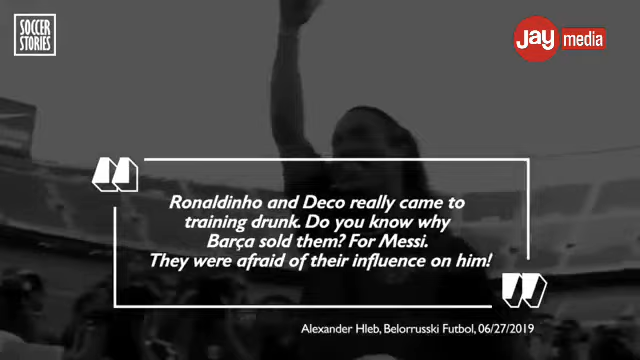 SOCCER
STORIES
Jay media
Ronaldinho and Deco really came to
training drunk. Do you know why
Barça sold them? For Messi.
They were afraid of their influence on him!
Alexander Hleb, Belorrusski Futbol, 06/27/2019